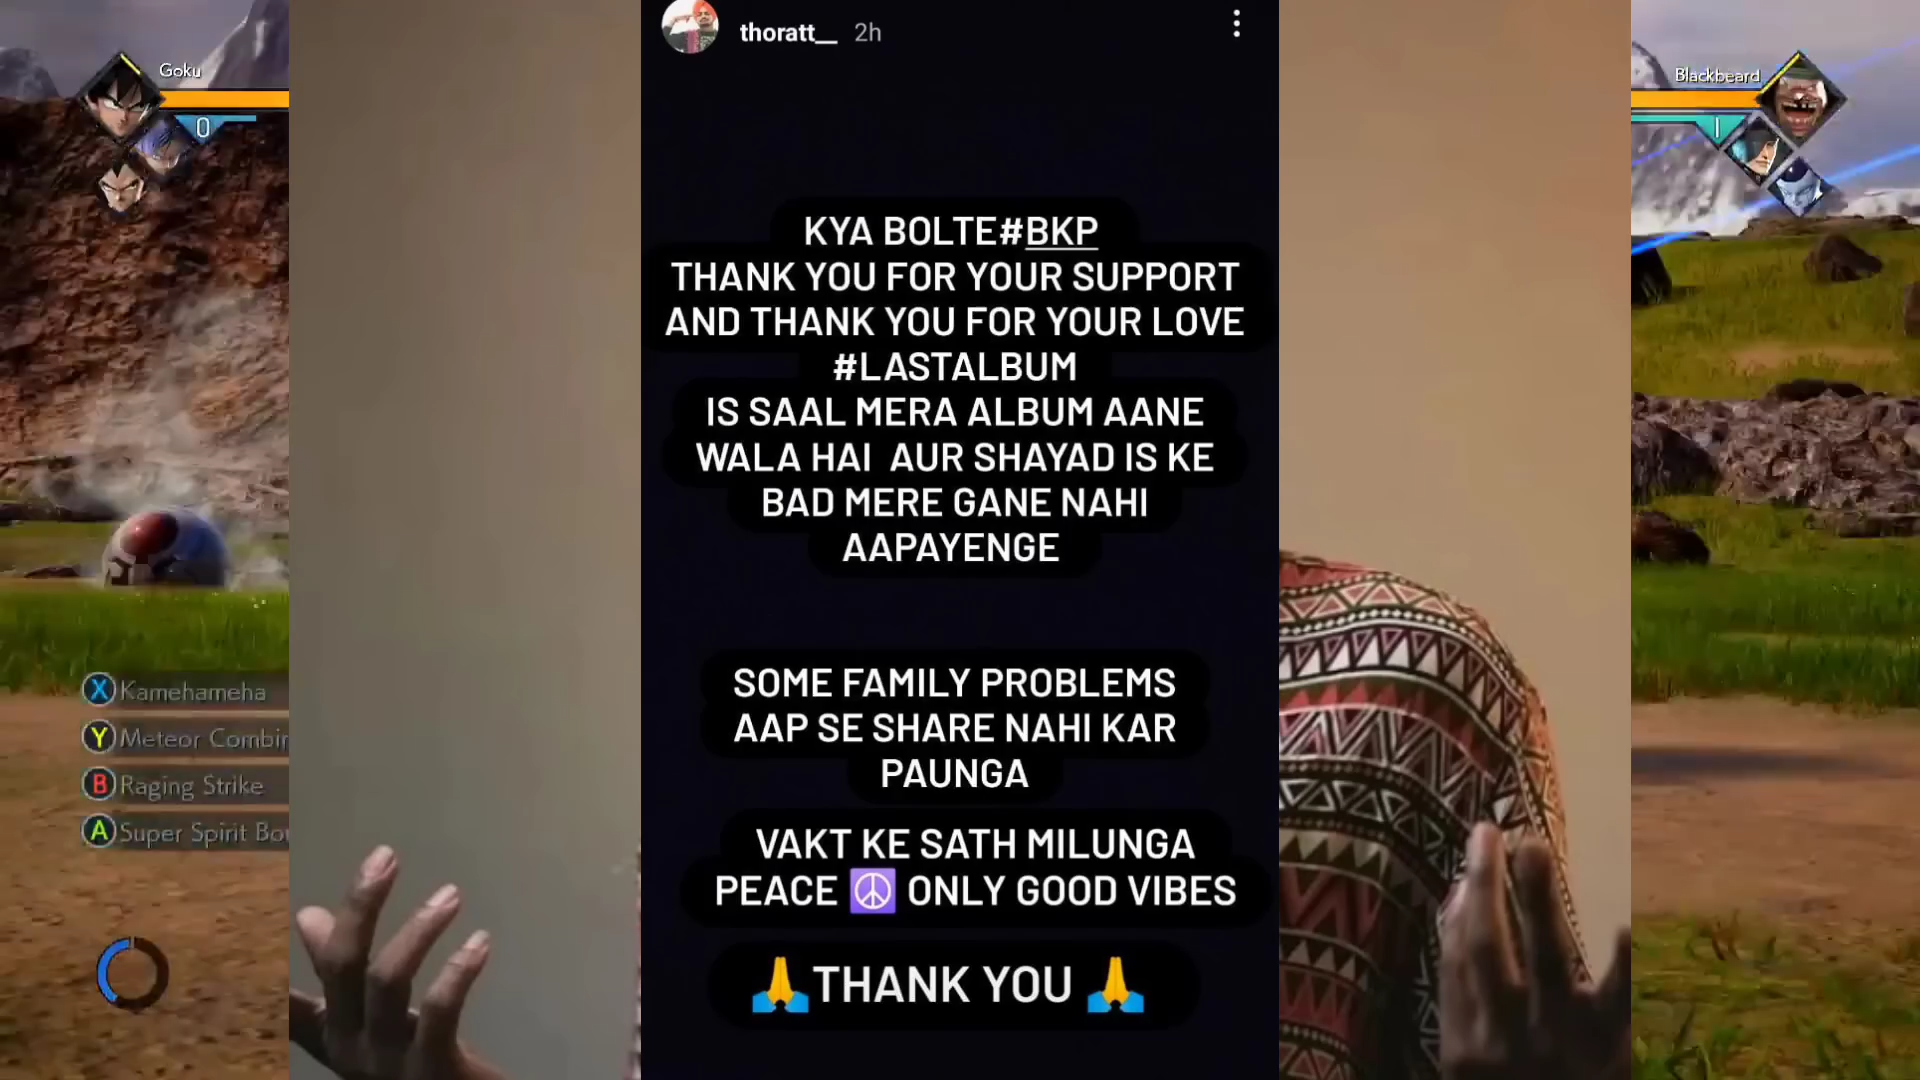 thoratt__ 2h
Goku
0
Blackbeard
1
KYA BOLTE#BKP
THANK YOU FOR YOUR SUPPORT
AND THANK YOU FOR YOUR LOVE
#LASTALBUM
IS SAAL MERA ALBUM AANE
WALA HAI AUR SHAYAD IS KE
BAD MERE GANE NAHI
AAPAYENGE
SOME FAMILY PROBLEMS
AAP SE SHARE NAHI KAR
PAUNGA
VAKT KE SATH MILUNGA
PEACE ☮️ ONLY GOOD VIBES
🙏THANK YOU 🙏
X Kamehameha
Y Meteor Combin
B Raging Strike
A Super Spirit Bo